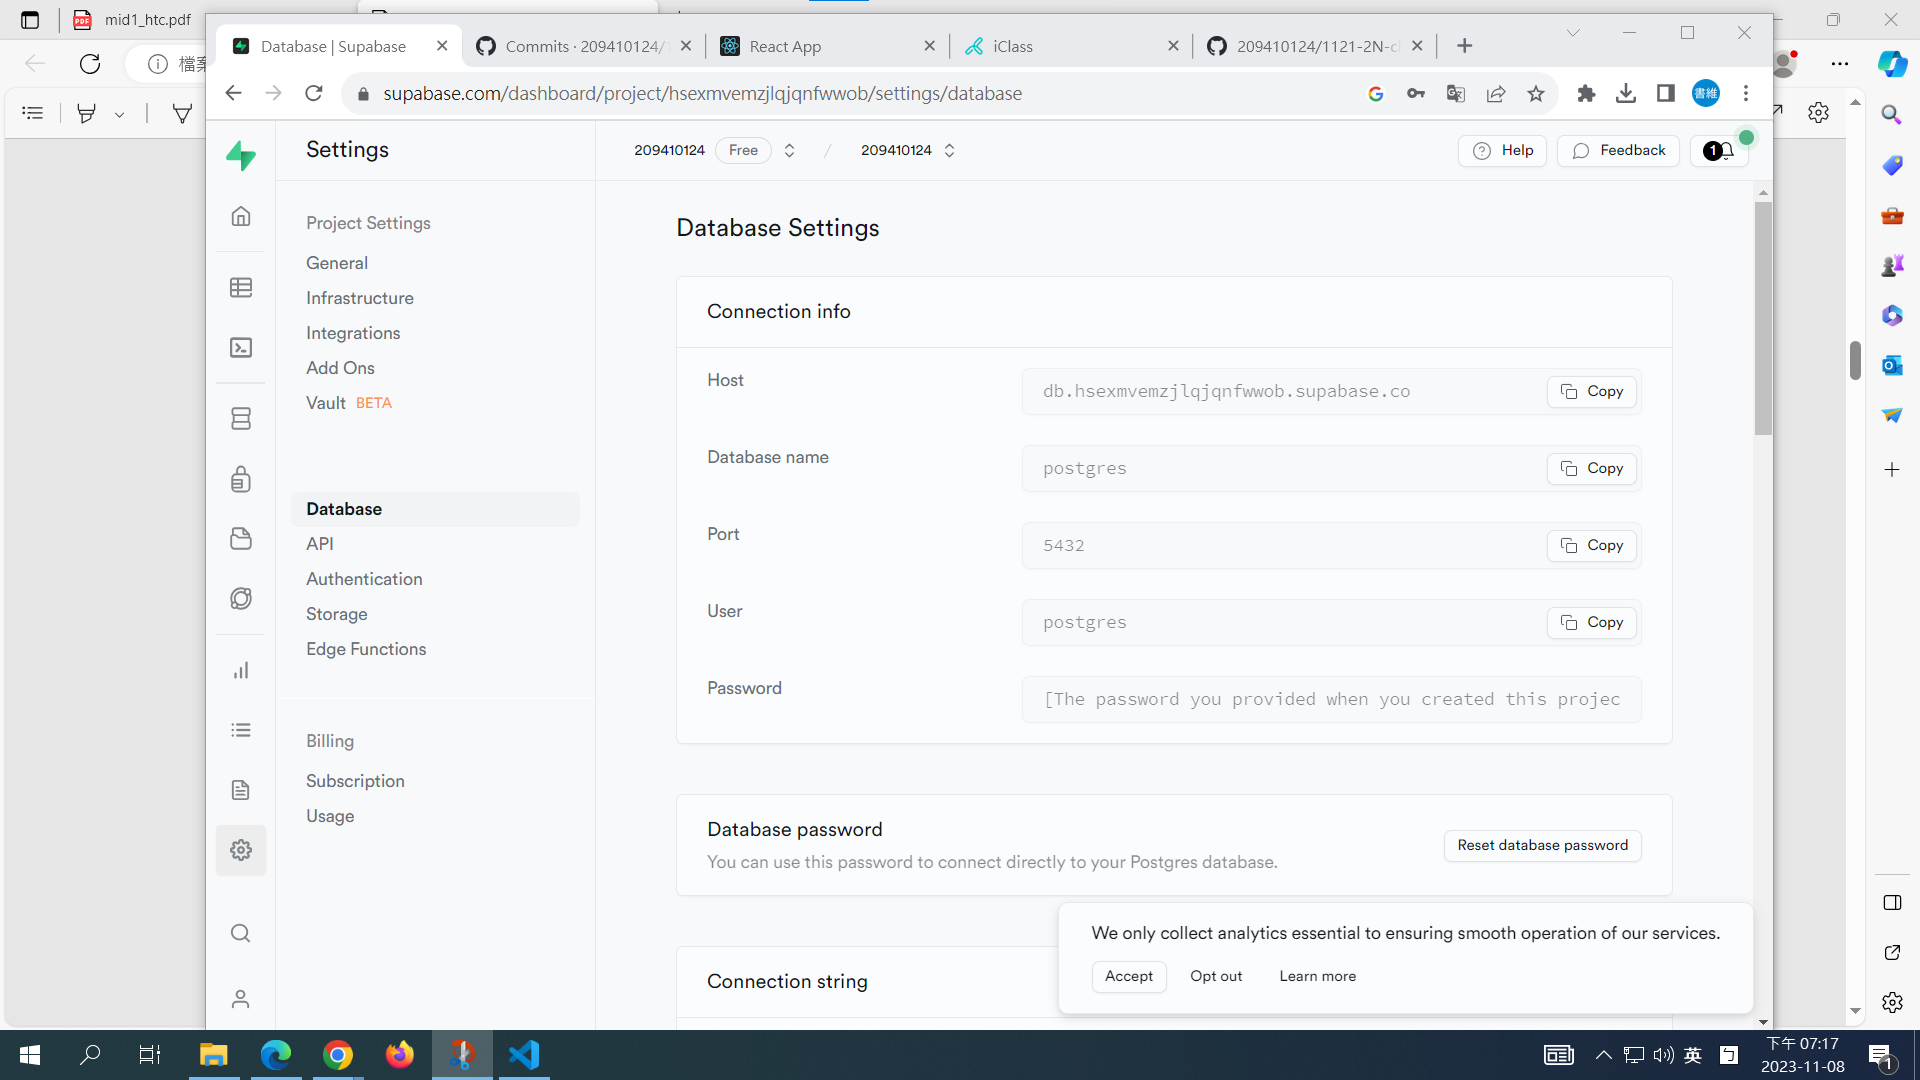 mid1_htc.pdf
檔案
Database | Supabase
Commits · 209410124/
React App
iClass
209410124/1121-2N-c
supabase.com/dashboard/project/hsexmvemzjlqjqnfwwob/settings/database
書維
Settings
209410124 Free / 209410124
Help
Feedback
1
Project Settings
General
Infrastructure
Integrations
Add Ons
Vault BETA
Database
API
Authentication
Storage
Edge Functions
Billing
Subscription
Usage
Database Settings
Connection info
Host
db.hsexmvemzjlqjqnfwwob.supabase.co
Copy
Database name
postgres
Copy
Port
5432
Copy
User
postgres
Copy
Password
[The password you provided when you created this projec
Database password
You can use this password to connect directly to your Postgres database.
Reset database password
Connection string
We only collect analytics essential to ensuring smooth operation of our services.
Accept
Opt out
Learn more
英
ㄅ
下午 07:17
2023-11-08
1